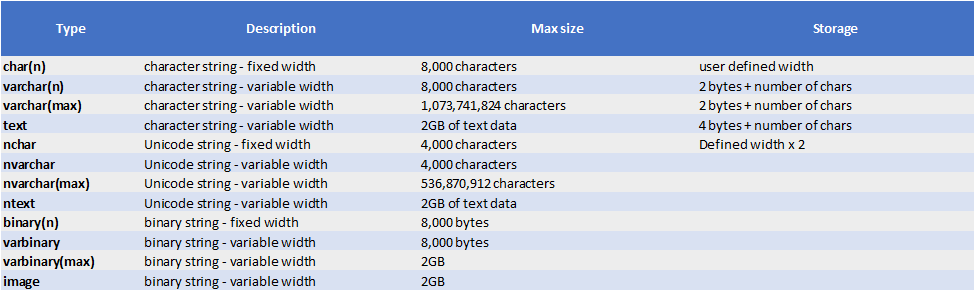 Type Description Max size Storage
char(n) character string - fixed width 8,000 characters user defined width
varchar(n) character string - variable width 8,000 characters 2 bytes + number of chars
varchar(max) character string - variable width 1,073,741,824 characters 2 bytes + number of chars
text character string - variable width 2GB of text data 4 bytes + number of chars
nchar Unicode string - fixed width 4,000 characters Defined width x 2
nvarchar Unicode string - variable width 4,000 characters
nvarchar(max) Unicode string - variable width 536,870,912 characters
ntext Unicode string - variable width 2GB of text data
binary(n) binary string - fixed width 8,000 bytes
varbinary binary string - variable width 8,000 bytes
varbinary(max) binary string - variable width 2GB
image binary string - variable width 2GB